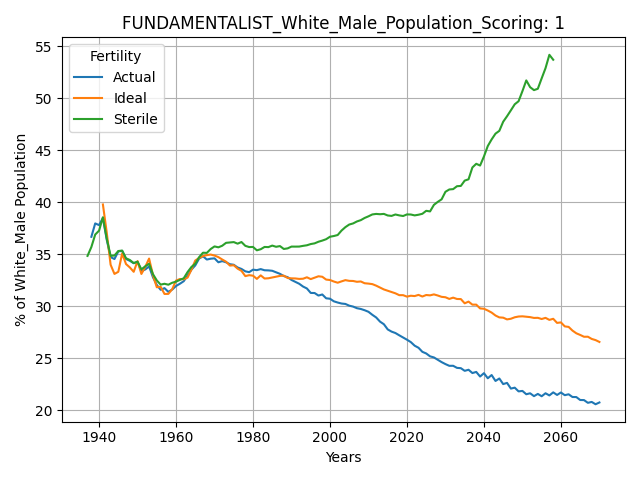 FUNDAMENTALIST_White_Male_Population_Scoring: 1
Fertility
Actual
Ideal
Sterile
% of White_Male Population
55
50
45
40
35
30
25
20
1940 1960 1980 2000 2020 2040 2060
Years